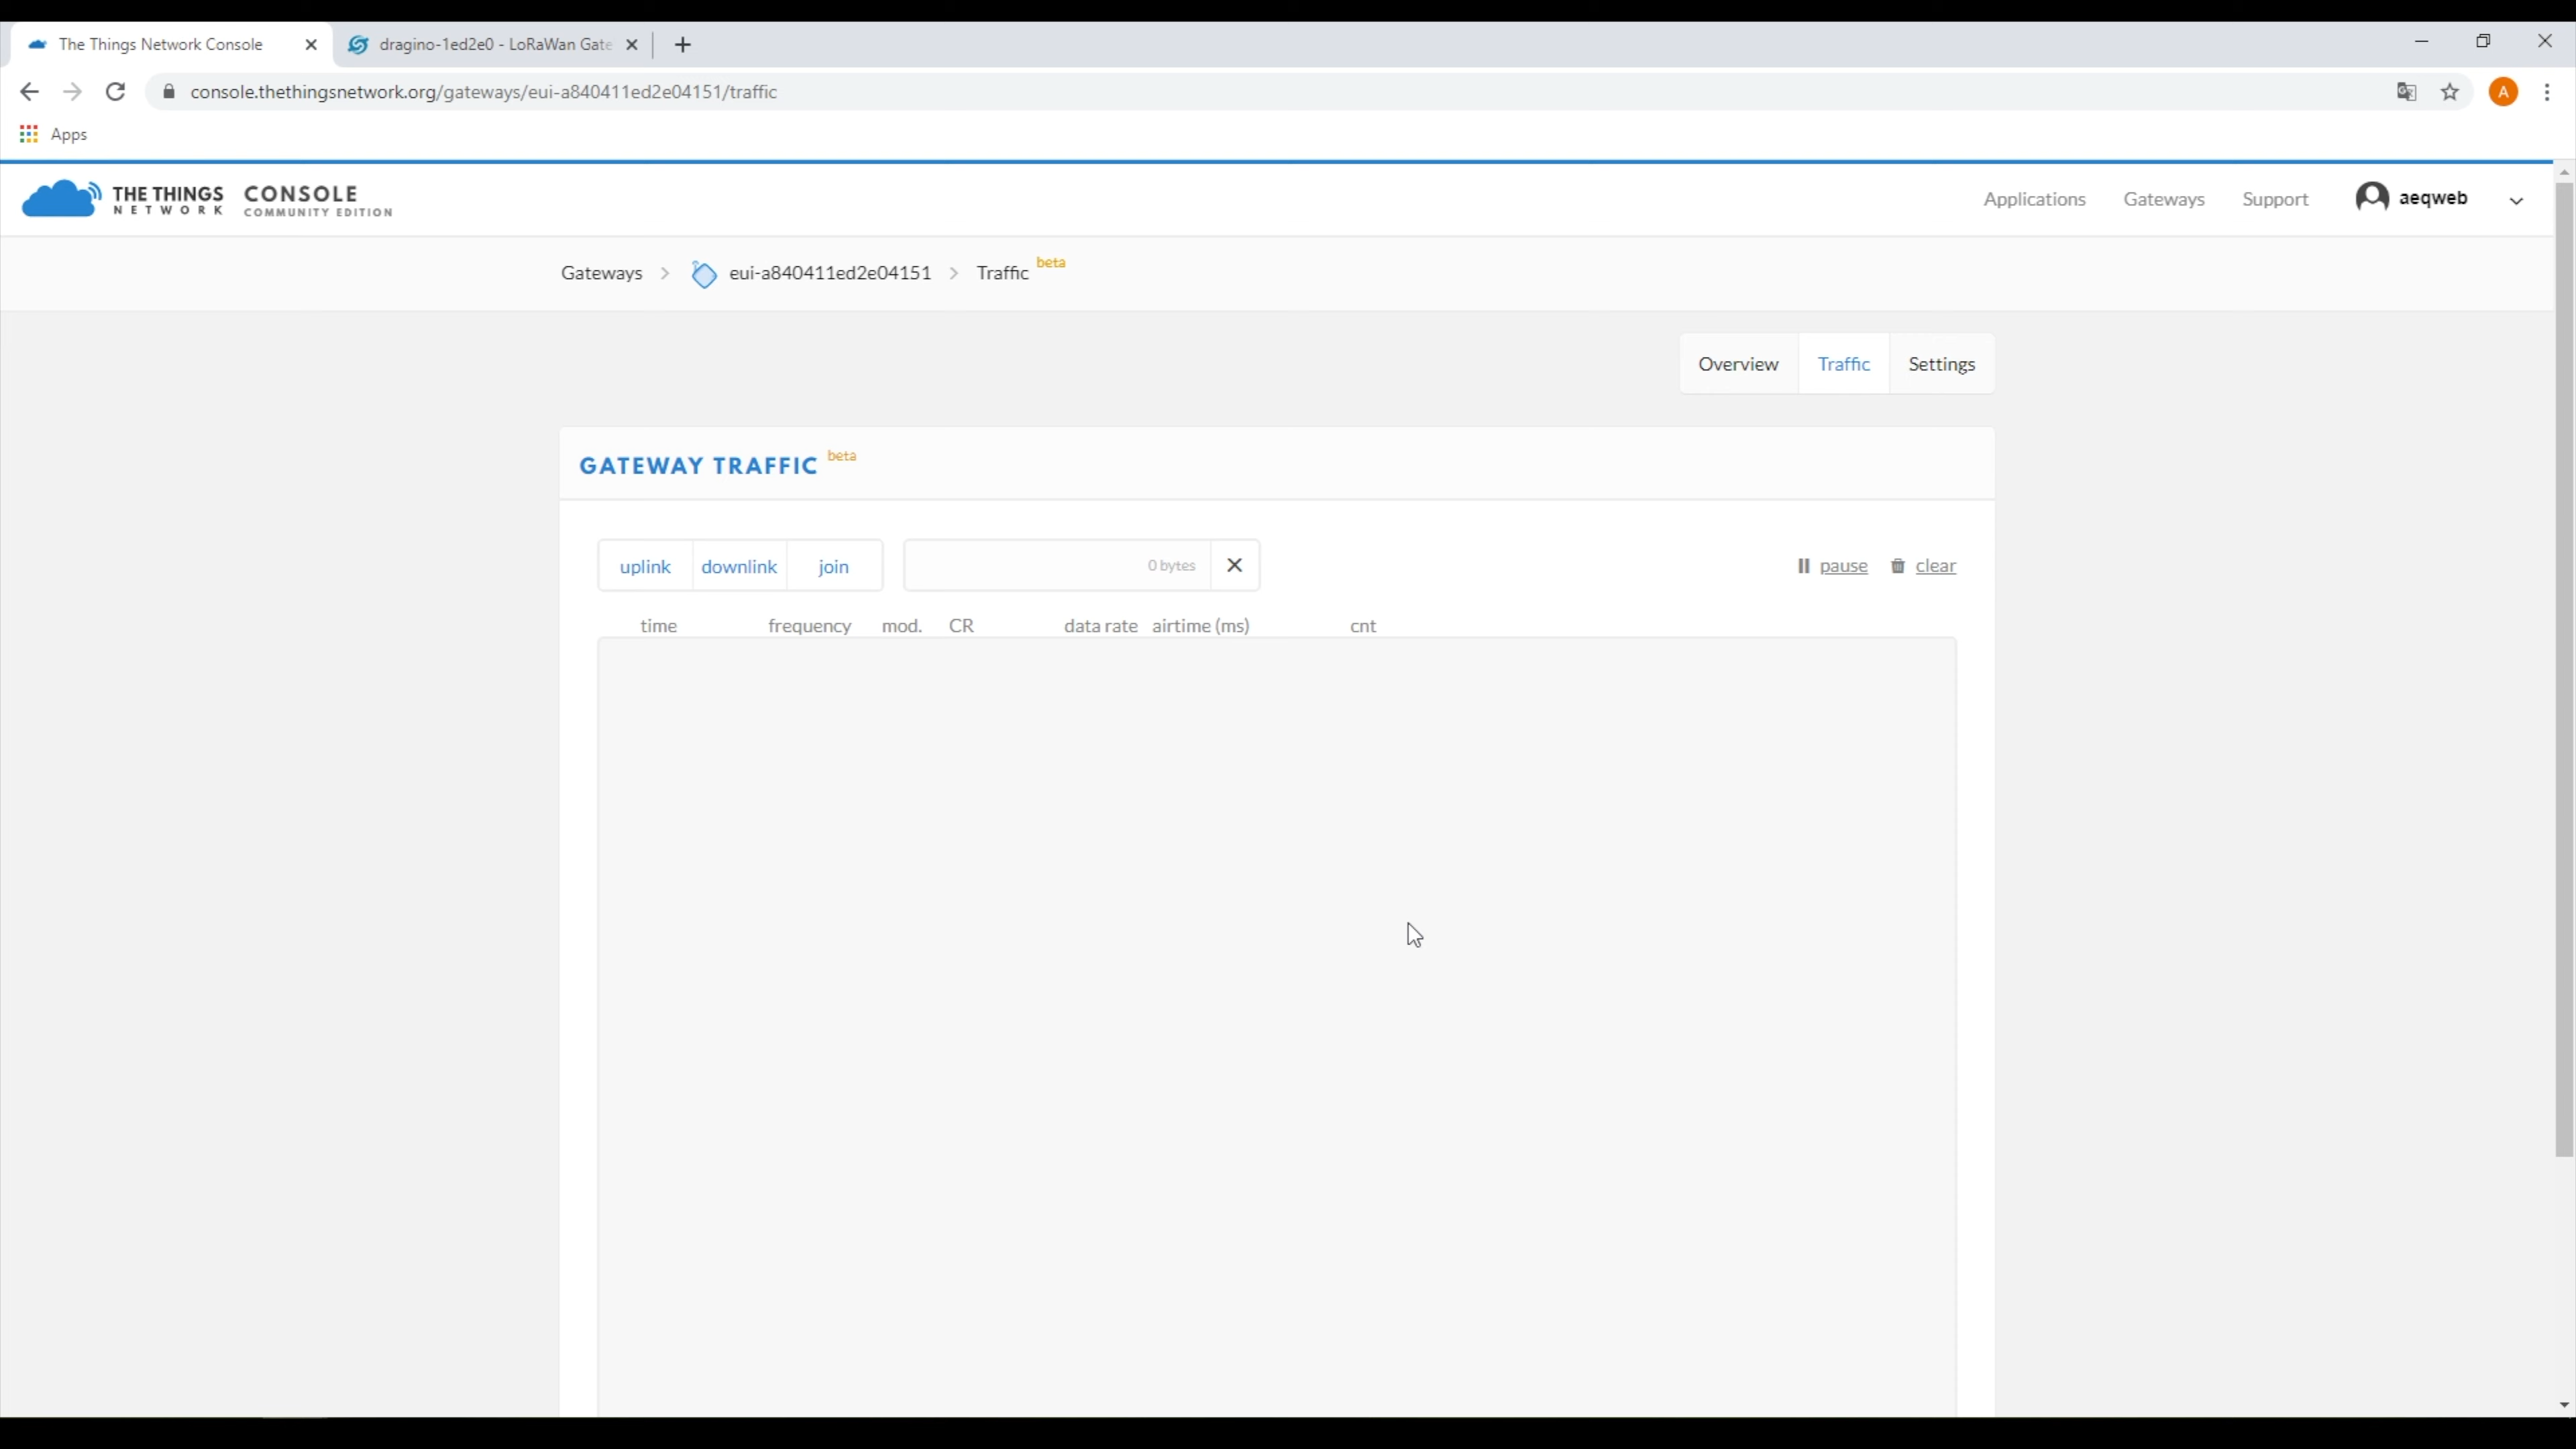 The Things Network Console
dragino-1ed2e0 - LoRaWan Gate
console.thethingsnetwork.org/gateways/eui-a840411ed2e04151/traffic
A
Apps
THE THINGS NETWORK
CONSOLE COMMUNITY EDITION
Applications Gateways Support aeqweb
Gateways eui-a840411ed2e04151 Traffic beta
Overview Traffic Settings
GATEWAY TRAFFIC beta
uplink downlink join 0 bytes pause clear
time frequency mod. CR data rate airtime (ms) cnt